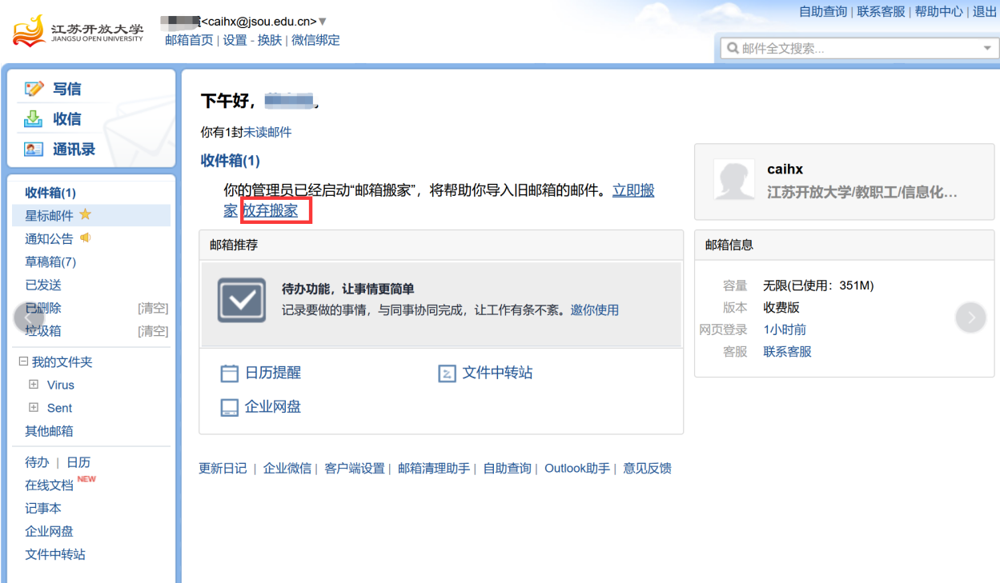 江苏开放大学
JIANGSU OPEN UNIVERSITY
<caihx@jsou.edu.cn>
邮箱首页 | 设置 - 换肤 | 微信绑定
自助查询 | 联系客服 | 帮助中心 | 退出
邮件全文搜索...
写信
收信
通讯录
收件箱(1)
星标邮件
通知公告
草稿箱(7)
已发送
已删除 [清空]
垃圾箱 [清空]
我的文件夹
Virus
Sent
其他邮箱
待办 | 日历
在线文档 NEW
记事本
企业网盘
文件中转站
下午好，
你有1封未读邮件
收件箱(1)
你的管理员已经启动“邮箱搬家”，将帮助你导入旧邮箱的邮件。立即搬
家 放弃搬家
邮箱推荐
待办功能，让事情更简单
记录要做的事情，与同事协同完成，让工作有条不紊。邀你使用
日历提醒
文件中转站
企业网盘
更新日记 | 企业微信 | 客户端设置 | 邮箱清理助手 | 自助查询 | Outlook助手 | 意见反馈
caihx
江苏开放大学/教职工/信息化...
邮箱信息
容量 无限(已使用：351M)
版本 收费版
网页登录 1小时前
客服 联系客服